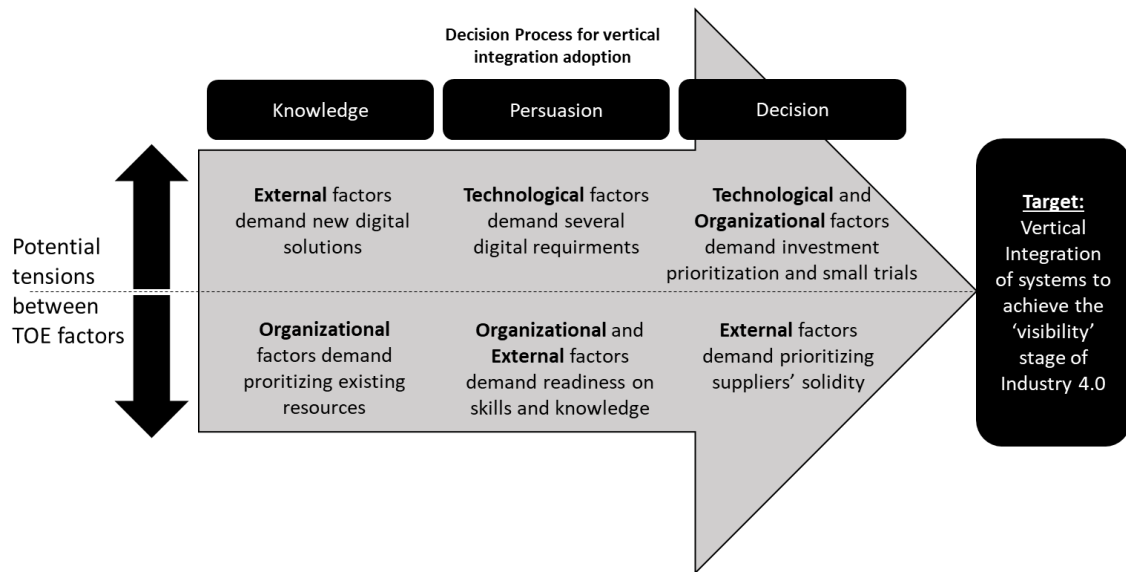 Decision Process for vertical
integration adoption
Knowledge
Persuasion
Decision
Potential
tensions
between
TOE factors
External factors
demand new digital
solutions
Technological factors
demand several
digital requirments
Technological and
Organizational factors
demand investment
prioritization and small trials
Organizational
factors demand
proritizing existing
resources
Organizational and
External factors
demand readiness on
skills and knowledge
External factors
demand prioritizing
suppliers’ solidity
Target:
Vertical
Integration
of systems to
achieve the
‘visibility’
stage of
Industry 4.0